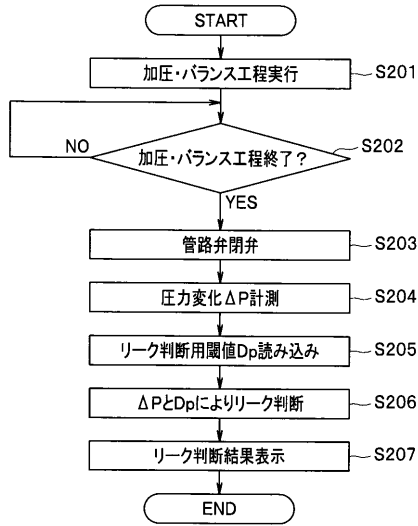 START
加圧・バランス工程実行
S201
加圧・バランス工程終了？
S202
NO
YES
管路弁閉弁
S203
圧力変化ΔP計測
S204
リーク判断用閾値Dp読み込み
S205
ΔPとDpによりリーク判断
S206
リーク判断結果表示
S207
END